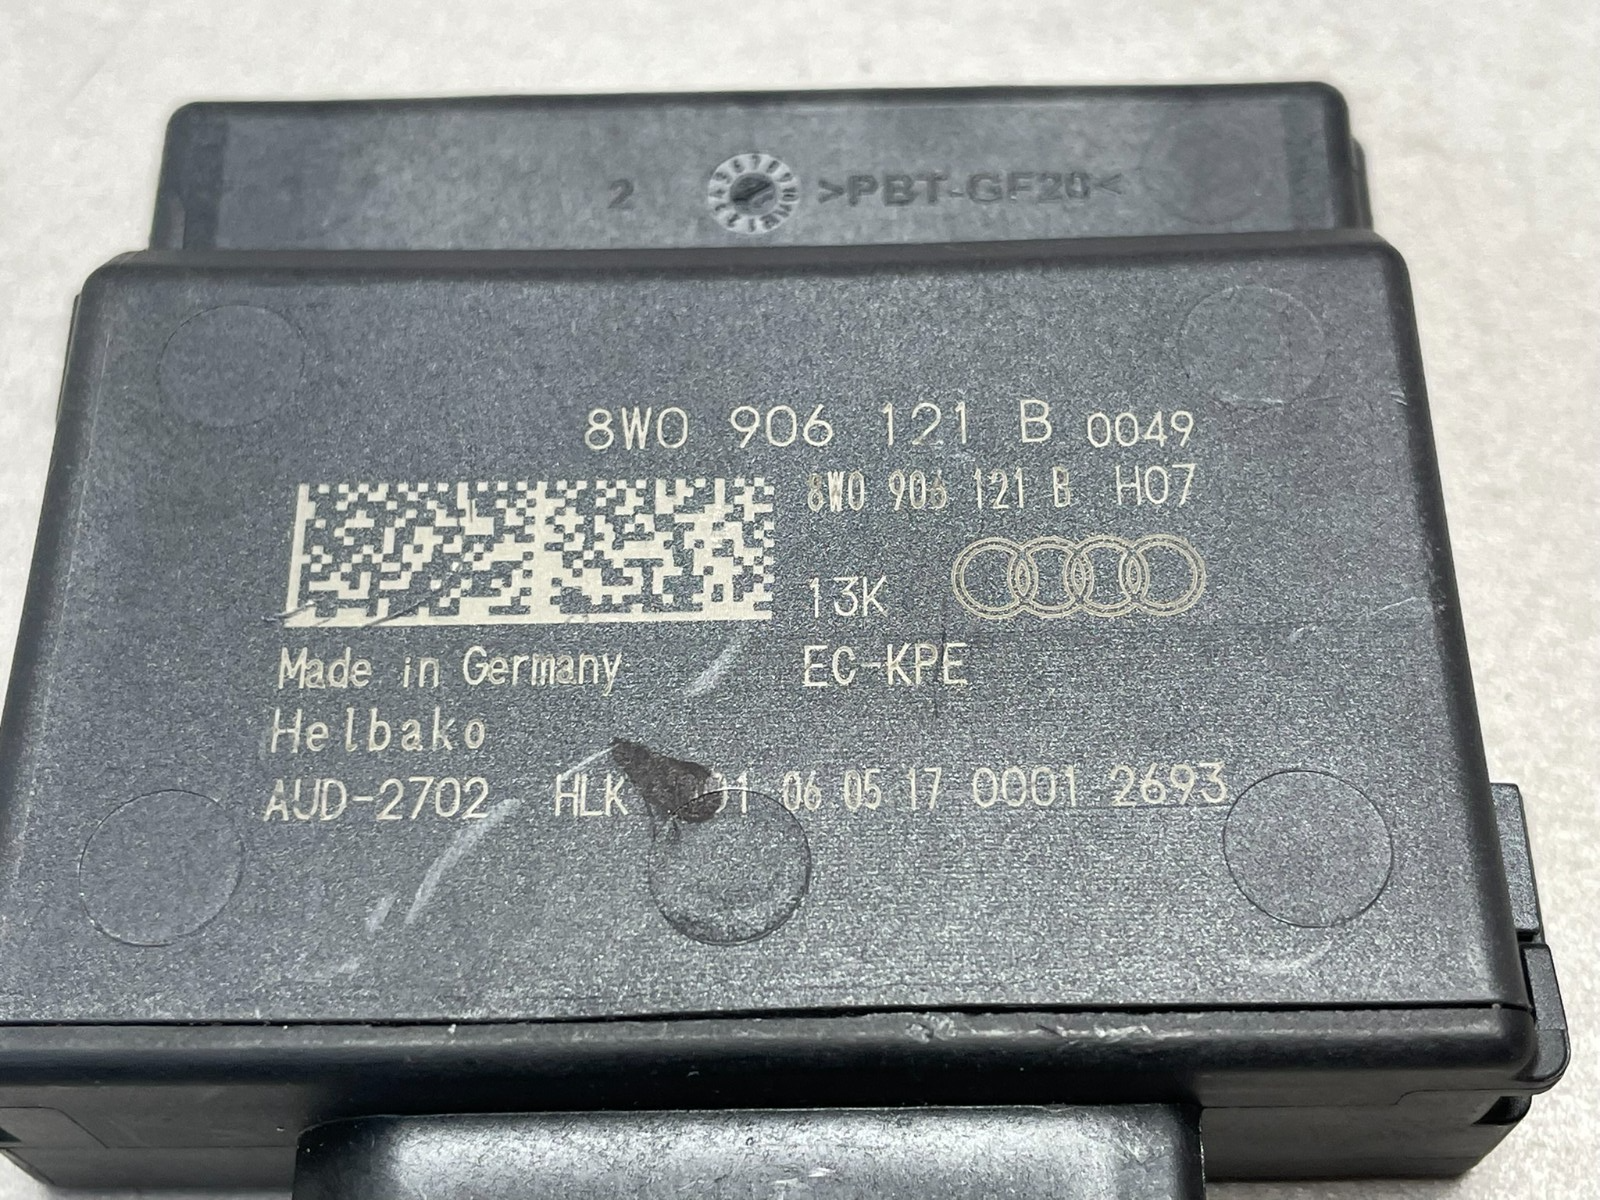 2 >PBT-GF20<
8W0 906 121 B 0049
8W0 906 121 B H07
13K
Made in Germany EC-KPE
Helbako
AUD-2702 HLK 01 06.05.17 0001 2693